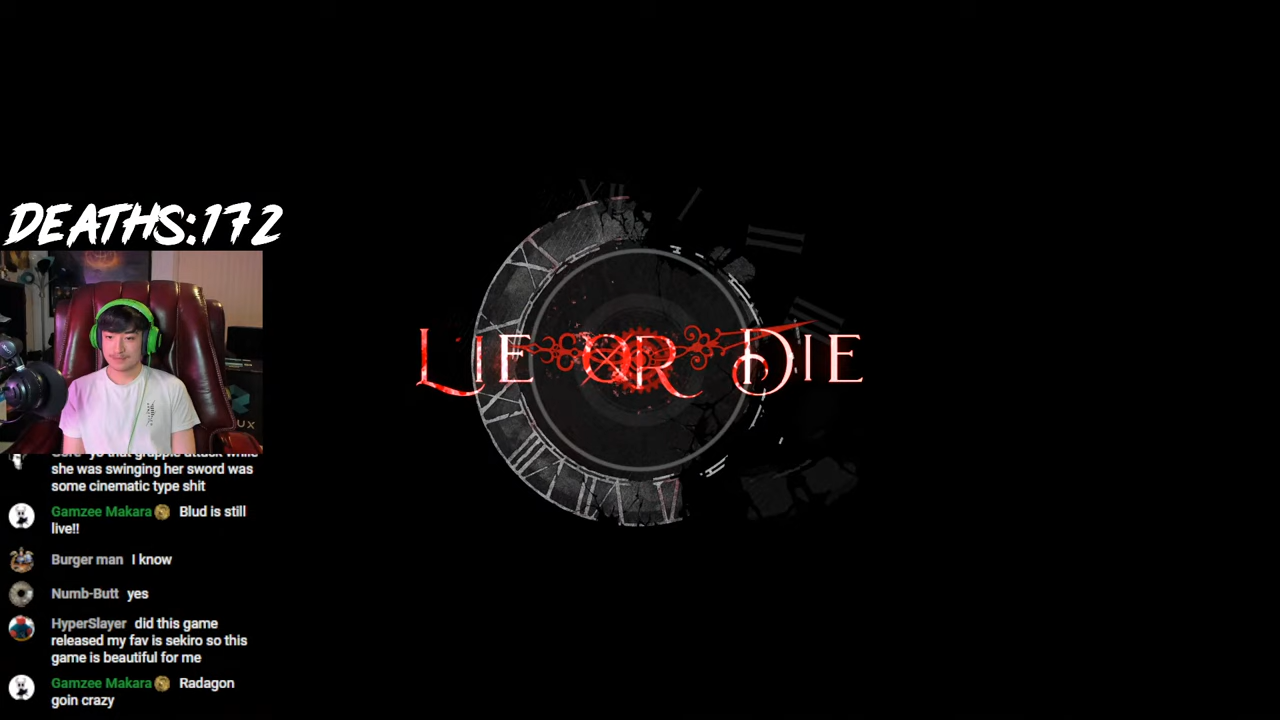 LIE OR DIE
DEATHS:172
she was swinging her sword was
some cinematic type shit
Gamzee Makara Blud is still
live!!
Burger man I know
Numb-Butt yes
HyperSlayer did this game
released my fav is sekiro so this
game is beautiful for me
Gamzee Makara Radagon
goin crazy